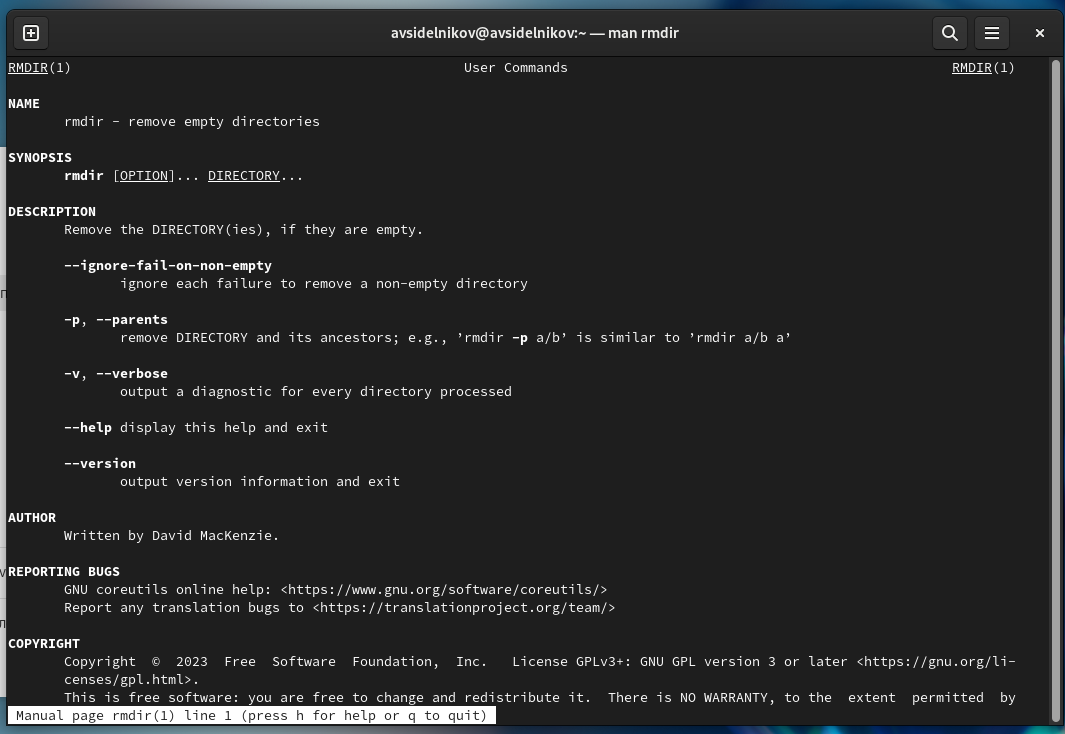 avsidelnikov@avsidelnikov:~ — man rmdir
RMDIR(1) User Commands RMDIR(1)
NAME
rmdir - remove empty directories
SYNOPSIS
rmdir [OPTION]... DIRECTORY...
DESCRIPTION
Remove the DIRECTORY(ies), if they are empty.
--ignore-fail-on-non-empty
ignore each failure to remove a non-empty directory
-p, --parents
remove DIRECTORY and its ancestors; e.g., ’rmdir -p a/b’ is similar to ’rmdir a/b a’
-v, --verbose
output a diagnostic for every directory processed
--help display this help and exit
--version
output version information and exit
AUTHOR
Written by David MacKenzie.
REPORTING BUGS
GNU coreutils online help: <https://www.gnu.org/software/coreutils/>
Report any translation bugs to <https://translationproject.org/team/>
COPYRIGHT
Copyright © 2023 Free Software Foundation, Inc. License GPLv3+: GNU GPL version 3 or later <https://gnu.org/li-
censes/gpl.html>.
This is free software: you are free to change and redistribute it. There is NO WARRANTY, to the extent permitted by
Manual page rmdir(1) line 1 (press h for help or q to quit)